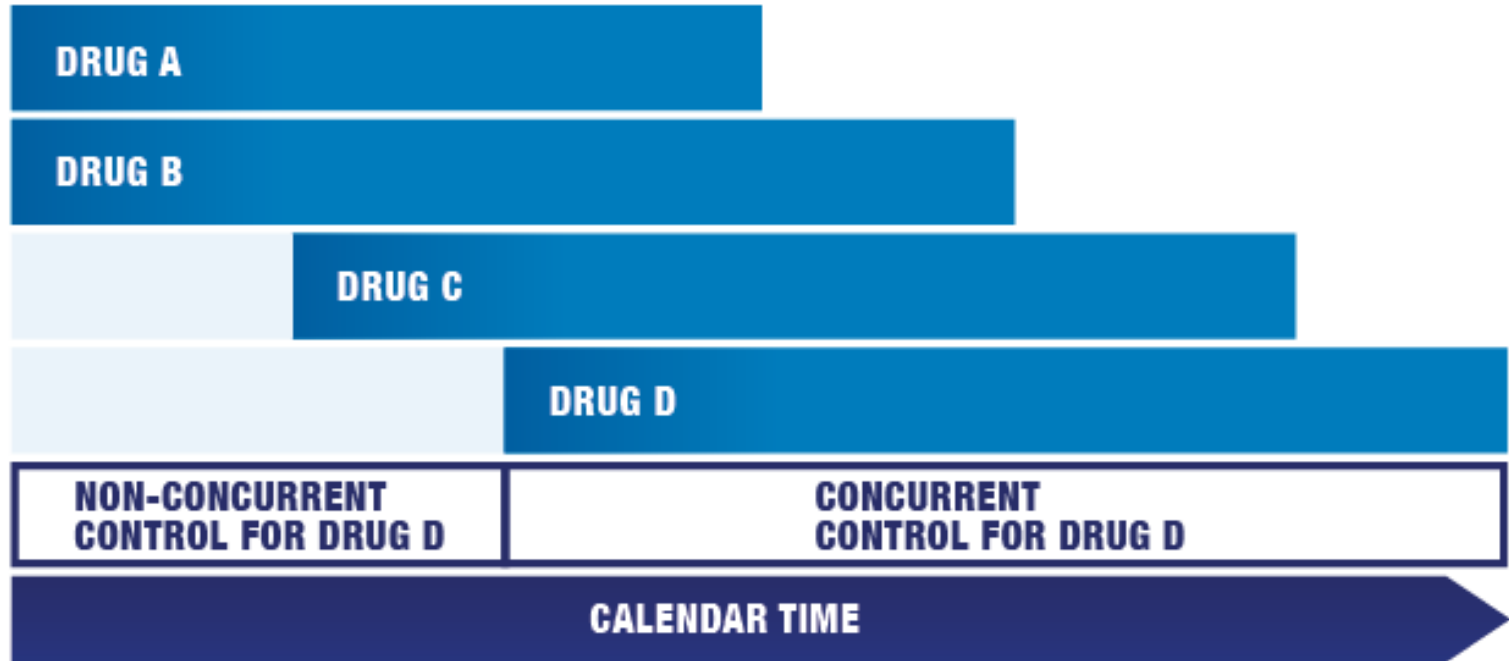 DRUG A
DRUG B
DRUG C
DRUG D
NON-CONCURRENT
CONTROL FOR DRUG D
CONCURRENT
CONTROL FOR DRUG D
CALENDAR TIME